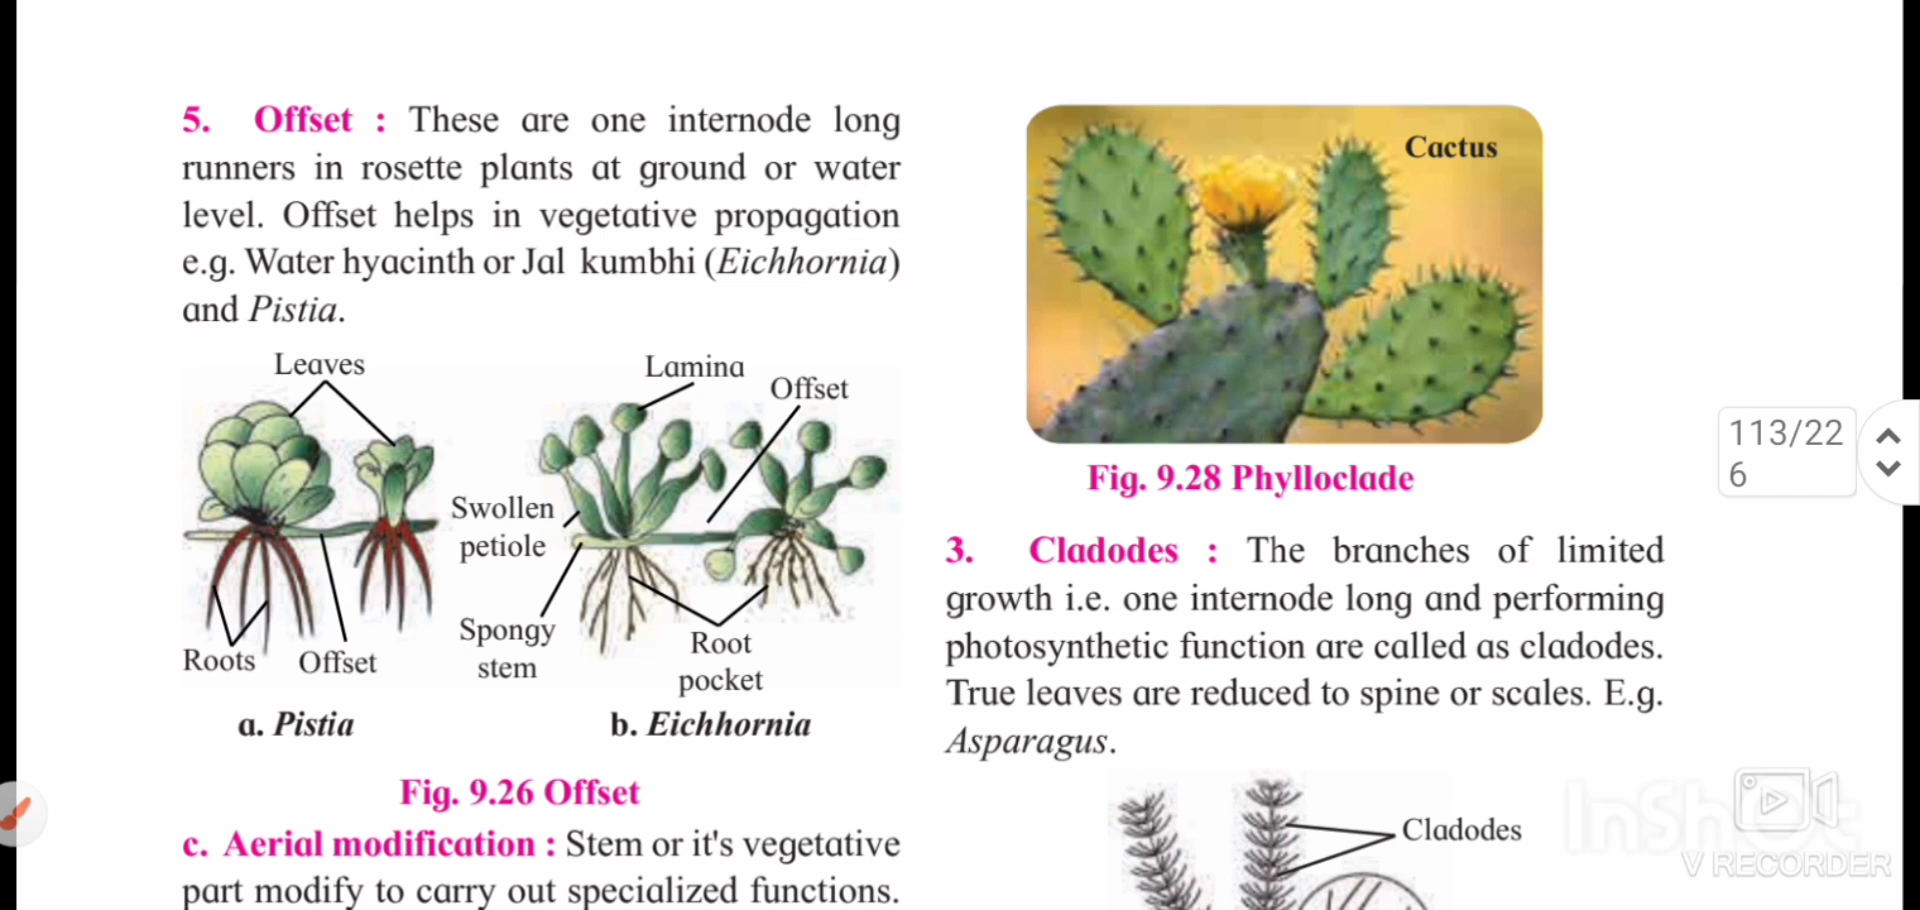 5. Offset : These are one internode long
runners in rosette plants at ground or water
level. Offset helps in vegetative propagation
e.g. Water hyacinth or Jal kumbhi (Eichhornia)
and Pistia.
Leaves
Lamina
Offset
Swollen
petiole
Spongy
stem
Roots
Offset
Root
pocket
a. Pistia
b. Eichhornia
Fig. 9.26 Offset
c. Aerial modification : Stem or it's vegetative
part modify to carry out specialized functions.
Cactus
Fig. 9.28 Phylloclade
3. Cladodes : The branches of limited
growth i.e. one internode long and performing
photosynthetic function are called as cladodes.
True leaves are reduced to spine or scales. E.g.
Asparagus.
Cladodes
113/22
6
InShot
V RECORDER